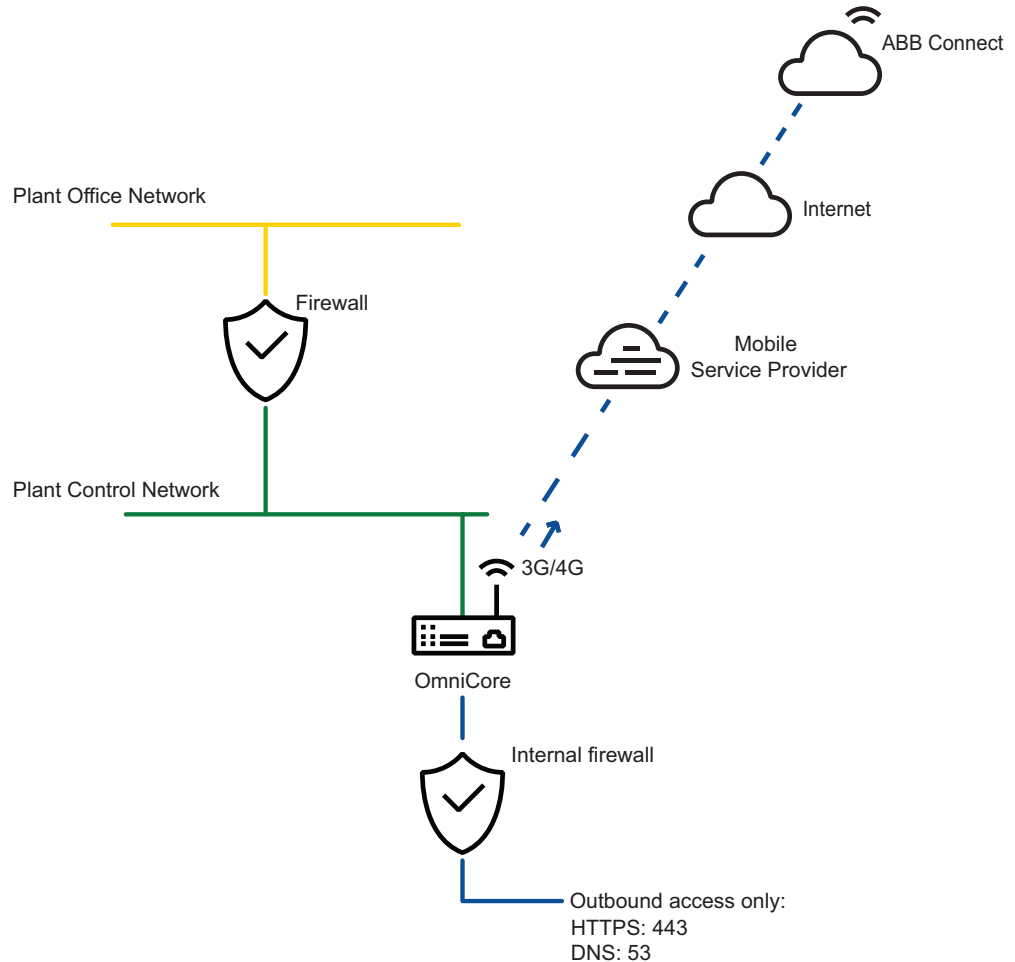 ABB Connect
Plant Office Network
Internet
Firewall
Mobile
Service Provider
Plant Control Network
3G/4G
OmniCore
Internal firewall
Outbound access only:
HTTPS: 443
DNS: 53